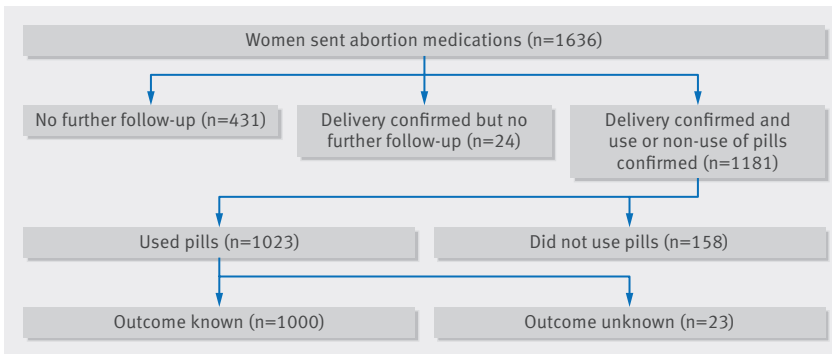 Women sent abortion medications (n=1636)
No further follow-up (n=431)
Delivery confirmed but no
further follow-up (n=24)
Delivery confirmed and
use or non-use of pills
confirmed (n=1181)
Used pills (n=1023)
Did not use pills (n=158)
Outcome known (n=1000)
Outcome unknown (n=23)